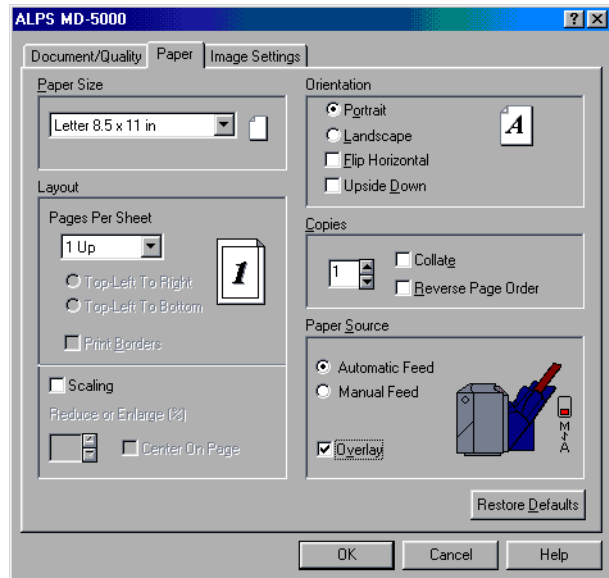 ALPS MD-5000
Document/Quality Paper Image Settings
Paper Size
Letter 8.5 x 11 in
Layout
Pages Per Sheet
1 Up
1
Top-Left To Right
Top-Left To Bottom
Print Borders
Scaling
Reduce or Enlarge (%)
Center On Page
Orientation
Portrait
Landscape
Flip Horizontal
Upside Down
A
Copies
1
Collate
Reverse Page Order
Paper Source
Automatic Feed
Manual Feed
Overlay
M
A
Restore Defaults
OK Cancel Help